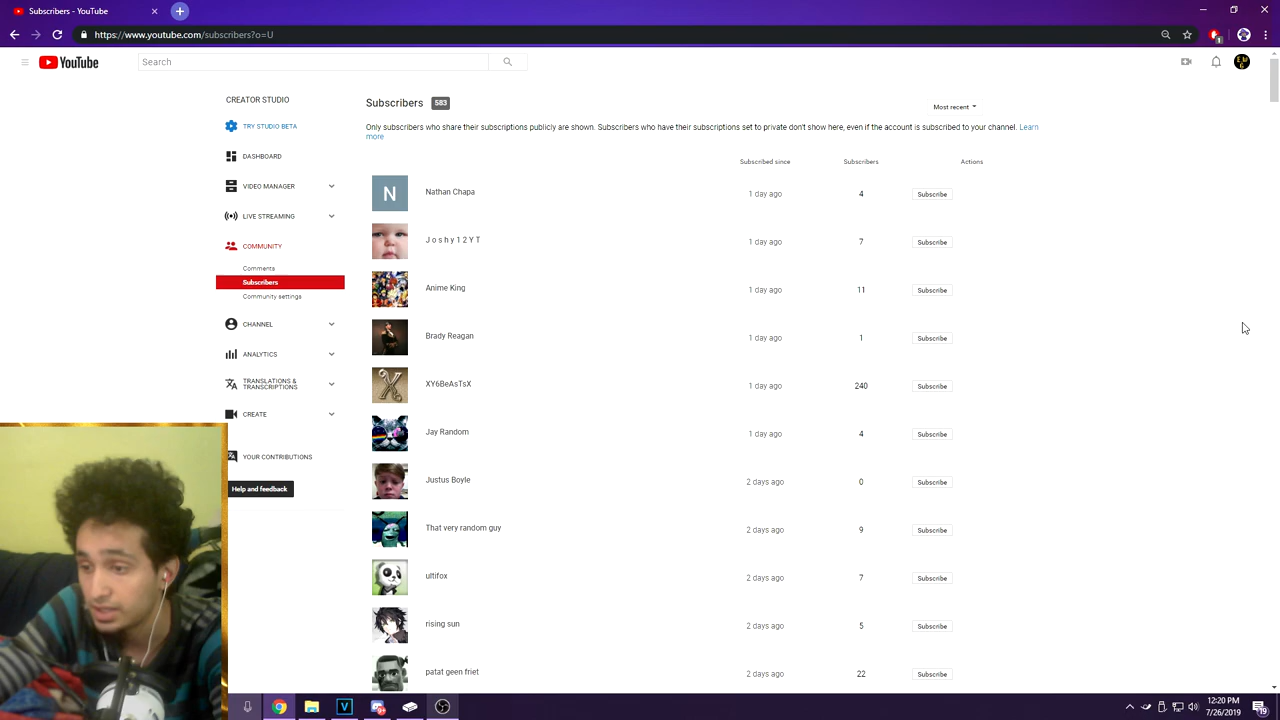 Subscribers
https://www.youtube.com/subscribers?o=U
1
YouTube
Search
CREATOR STUDIO
TRY STUDIO BETA
DASHBOARD
VIDEO MANAGER
LIVE STREAMING
COMMUNITY
Comments
Subscribers
Community settings
CHANNEL
ANALYTICS
TRANSLATIONS &
TRANSCRIPTIONS
CREATE
YOUR CONTRIBUTIONS
Help and feedback
Subscribers 583
Most recent
Only subscribers who share their subscriptions publicly are shown. Subscribers who have their subscriptions set to private don't show here, even if the account is subscribed to your channel. Learn
more
Subscribed since Subscribers Actions
N
Nathan Chapa 1 day ago 4 Subscribe
J o s h y 1 2 Y T 1 day ago 7 Subscribe
Anime King 1 day ago 11 Subscribe
Brady Reagan 1 day ago 1 Subscribe
XY6BeAsTsX 1 day ago 240 Subscribe
Jay Random 1 day ago 4 Subscribe
Justus Boyle 2 days ago 0 Subscribe
That very random guy 2 days ago 9 Subscribe
ultifox 2 days ago 7 Subscribe
rising sun 2 days ago 5 Subscribe
patat geen friet 2 days ago 22 Subscribe
12:20 PM
7/26/2019